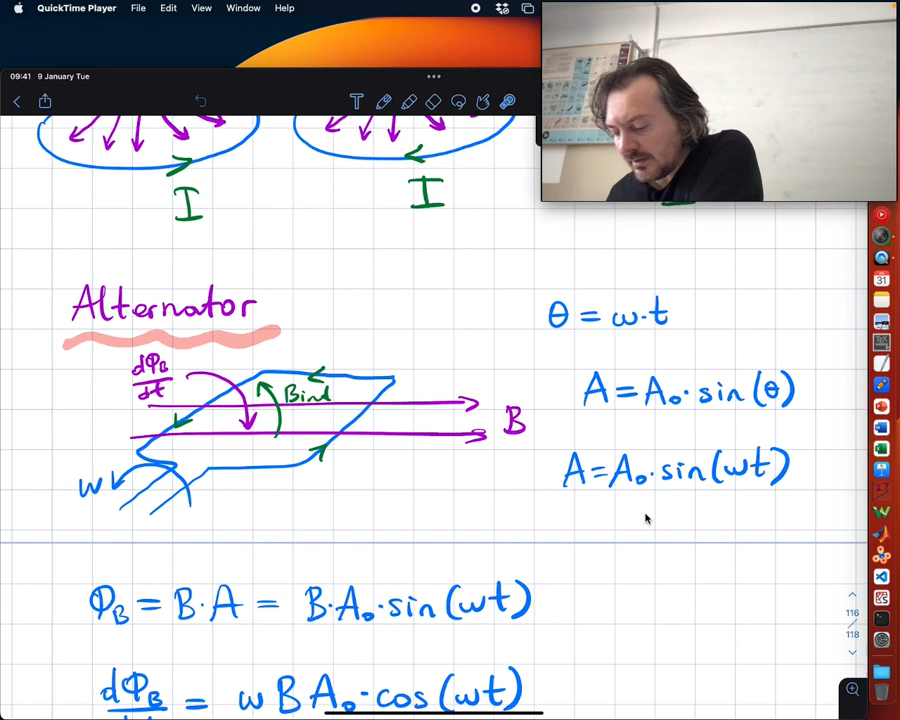 QuickTime Player File Edit View Window Help
09:41 9 January Tue
I
I
Alternator
θ = ω·t
dΦB
dt
Bind
A = A₀·sin(θ)
B
A = A₀·sin(ωt)
ω
ΦB = B·A = B·A₀·sin(ωt)
116
118
dΦB = ωBA₀·cos(ωt)
31